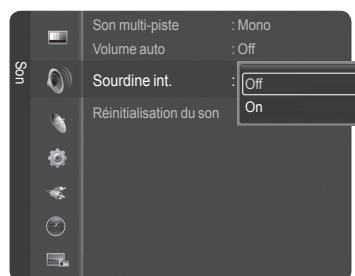 Son
Son multi-piste : Mono
Volume auto : Off
Sourdine int. : Off
On
Réinitialisation du son